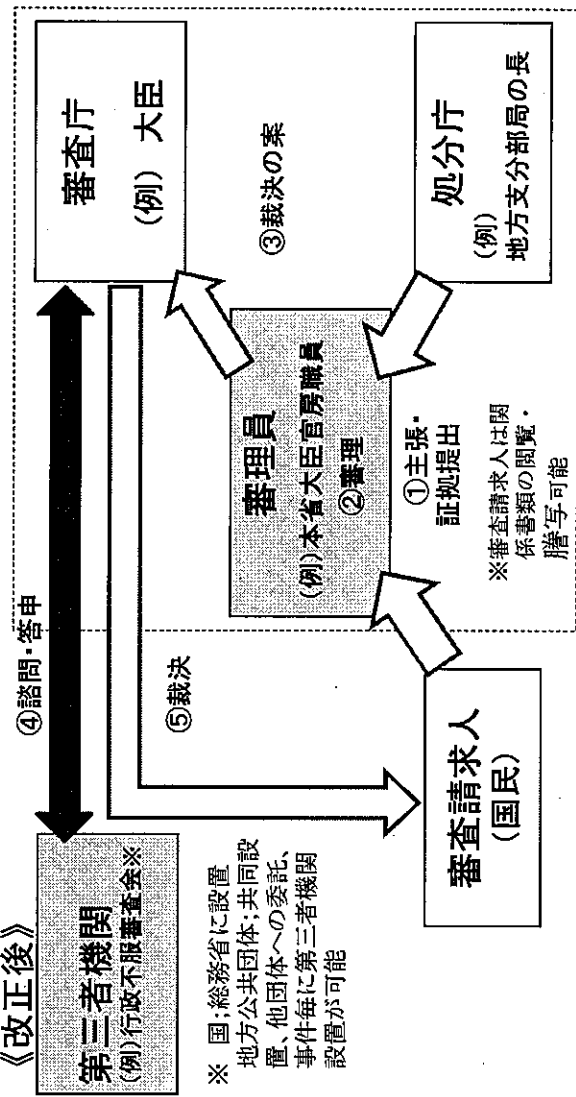 《改正後》
第三者機関
(例)行政不服審査会※
④諮問・答申
審査庁
(例) 大臣
⑤裁決
③裁決の案
※ 国;総務省に設置
地方公共団体;共同設
置、他団体への委託、
事件毎に第三者機関
設置が可能
審理員
(例)本省大臣官房職員
②審理
①主張・
証拠提出
審査請求人
(国民)
※審査請求人は関
係書類の閲覧・
謄写可能
処分庁
(例)
地方支分部局の長